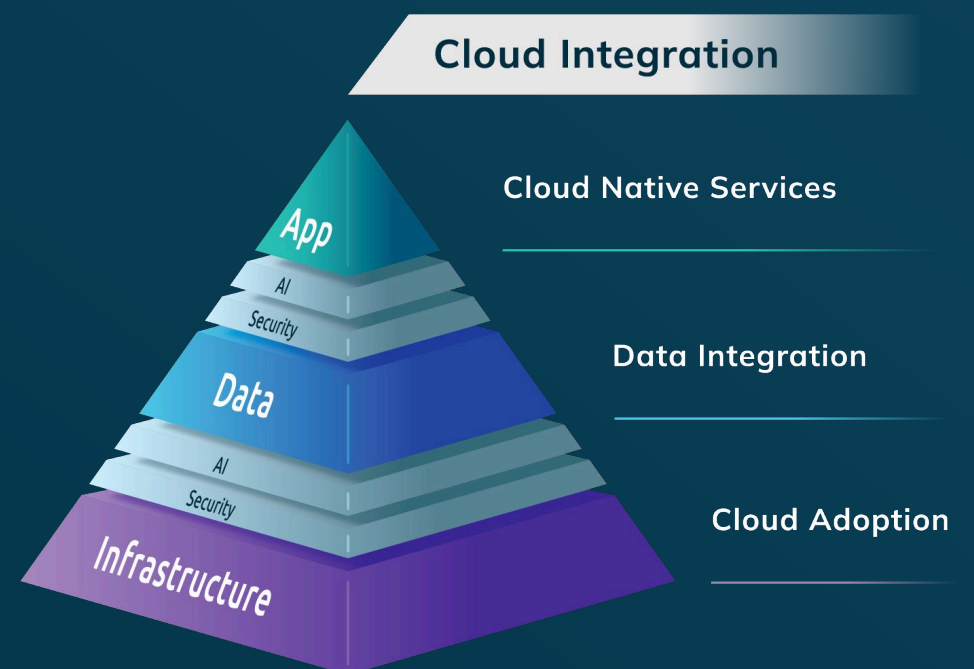 Cloud Integration
App
Cloud Native Services
AI
Security
Data
Data Integration
AI
Security
Infrastructure
Cloud Adoption